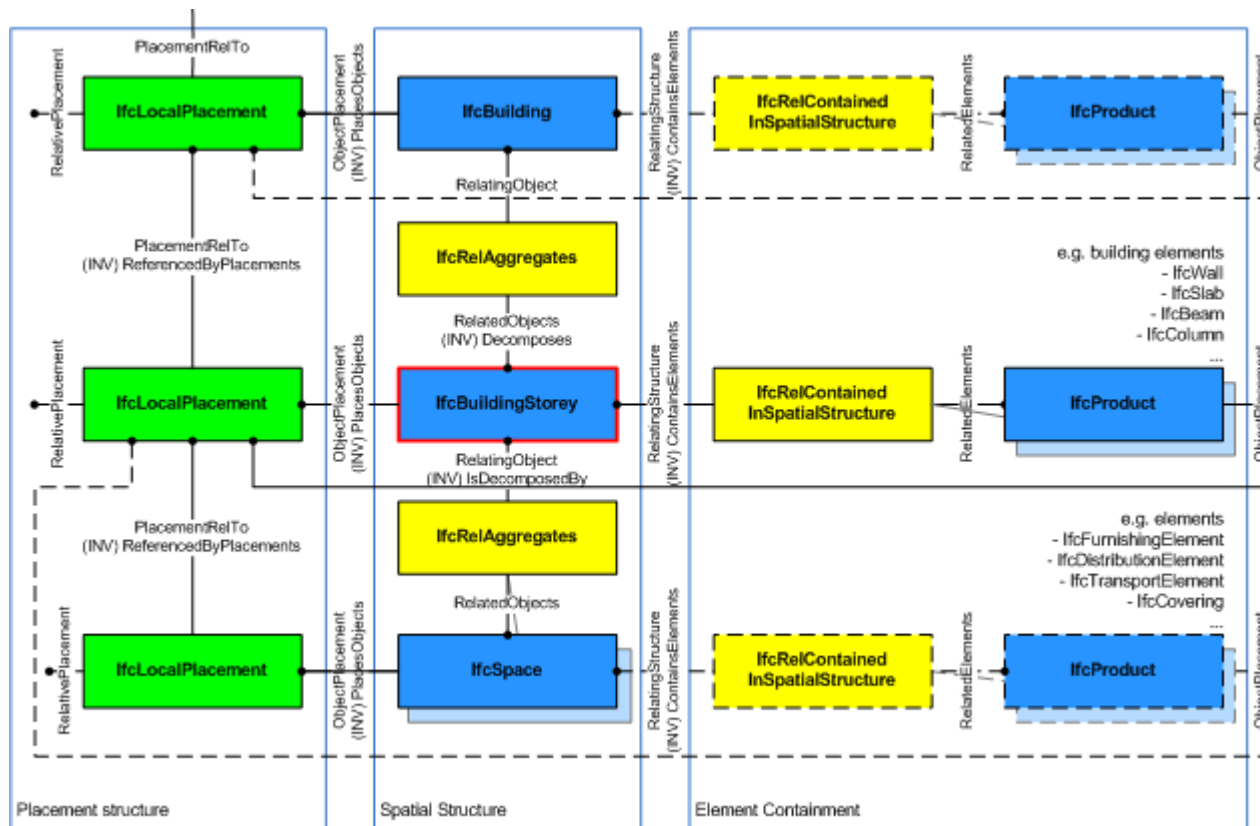 PlacementRelTo
RelativePlacement
IfcLocalPlacement
ObjectPlacement
(INV) PlacesObjects
IfcBuilding
RelatingStructure
(INV) ContainsElements
IfcRelContained
InSpatialStructure
RelatedElements
IfcProduct
ObjectPlacement
RelatingObject
PlacementRelTo
(INV) ReferencedByPlacements
IfcRelAggregates
e.g. building elements
- IfcWall
- IfcSlab
- IfcBeam
- IfcColumn
...
RelatedObjects
(INV) Decomposes
RelativePlacement
IfcLocalPlacement
ObjectPlacement
(INV) PlacesObjects
IfcBuildingStorey
RelatingStructure
(INV) ContainsElements
IfcRelContained
InSpatialStructure
RelatedElements
IfcProduct
ObjectPlacement
RelatingObject
(INV) IsDecomposedBy
PlacementRelTo
(INV) ReferencedByPlacements
IfcRelAggregates
e.g. elements
- IfcFurnishingElement
- IfcDistributionElement
- IfcTransportElement
- IfcCovering
...
RelatedObjects
RelativePlacement
IfcLocalPlacement
ObjectPlacement
(INV) PlacesObjects
IfcSpace
RelatingStructure
(INV) ContainsElements
IfcRelContained
InSpatialStructure
RelatedElements
IfcProduct
ObjectPlacement
Placement structure
Spatial Structure
Element Containment